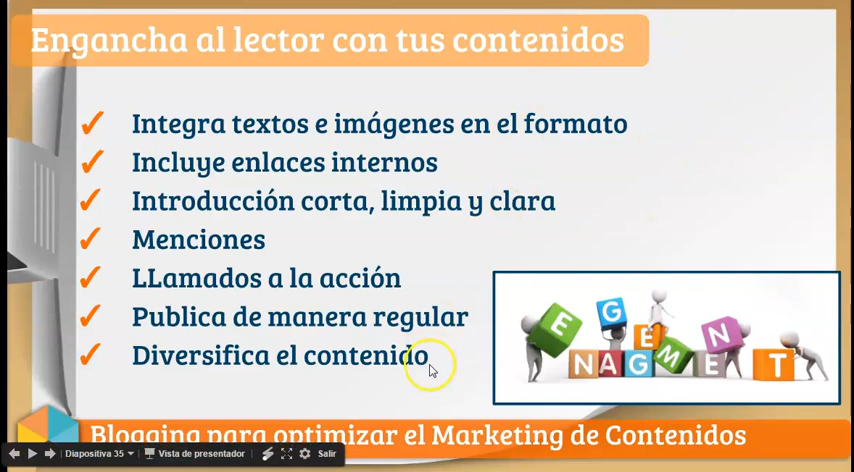 Engancha al lector con tus contenidos
Integra textos e imágenes en el formato
Incluye enlaces internos
Introducción corta, limpia y clara
Menciones
LLamados a la acción
Publica de manera regular
Diversifica el contenido
E G E M N
N A G E T
Blogging para optimizar el Marketing de Contenidos
Diapositiva 35 Vista de presentador Salir